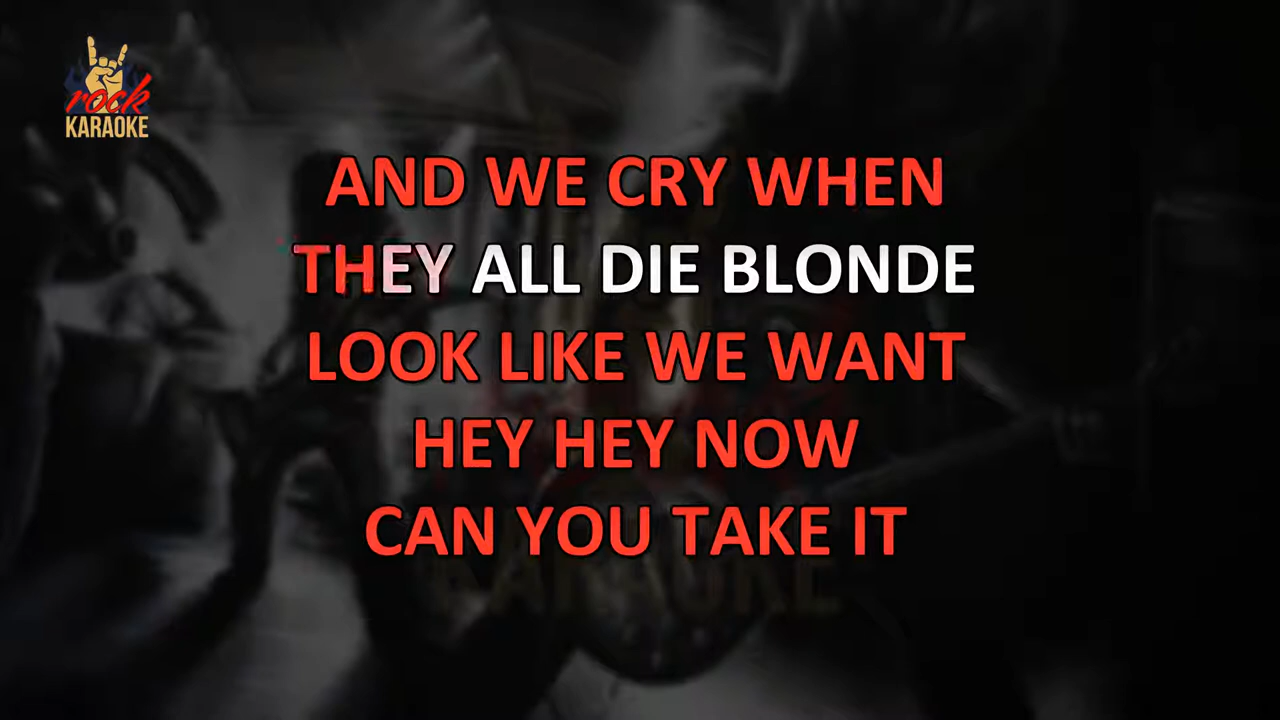 rock
KARAOKE
AND WE CRY WHEN
THEY ALL DIE BLONDE
LOOK LIKE WE WANT
HEY HEY NOW
CAN YOU TAKE IT
KARAOKE